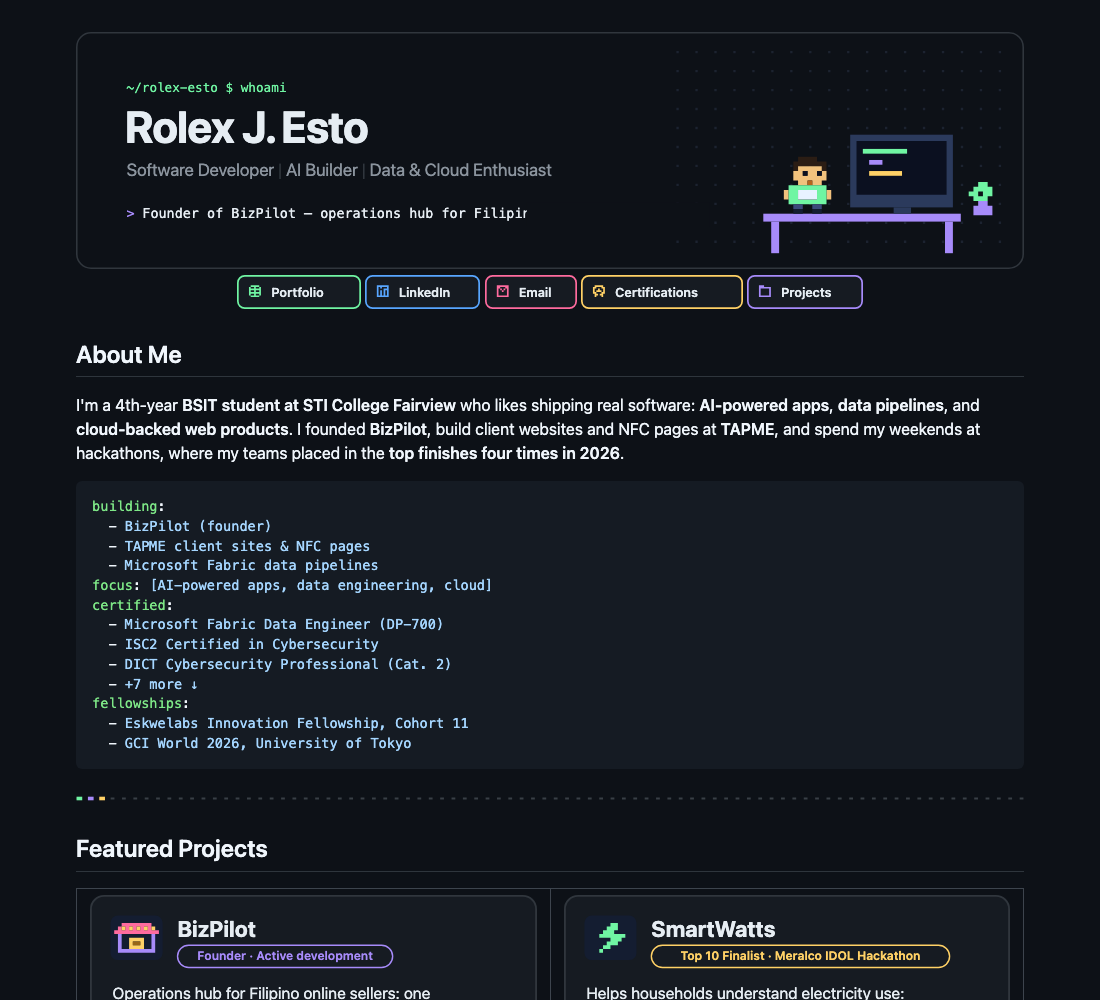 ~/rolex-esto $ whoami
Rolex J. Esto
Software Developer | AI Builder | Data & Cloud Enthusiast
> Founder of BizPilot — operations hub for Filipin
Portfolio
LinkedIn
Email
Certifications
Projects
About Me
I'm a 4th-year BSIT student at STI College Fairview who likes shipping real software: AI-powered apps, data pipelines, and
cloud-backed web products. I founded BizPilot, build client websites and NFC pages at TAPME, and spend my weekends at
hackathons, where my teams placed in the top finishes four times in 2026.
building:
- BizPilot (founder)
- TAPME client sites & NFC pages
- Microsoft Fabric data pipelines
focus: [AI-powered apps, data engineering, cloud]
certified:
- Microsoft Fabric Data Engineer (DP-700)
- ISC2 Certified in Cybersecurity
- DICT Cybersecurity Professional (Cat. 2)
- +7 more ↓
fellowships:
- Eskwelabs Innovation Fellowship, Cohort 11
- GCI World 2026, University of Tokyo
Featured Projects
BizPilot
Founder · Active development
Operations hub for Filipino online sellers: one
SmartWatts
Top 10 Finalist · Meralco IDOL Hackathon
Helps households understand electricity use: